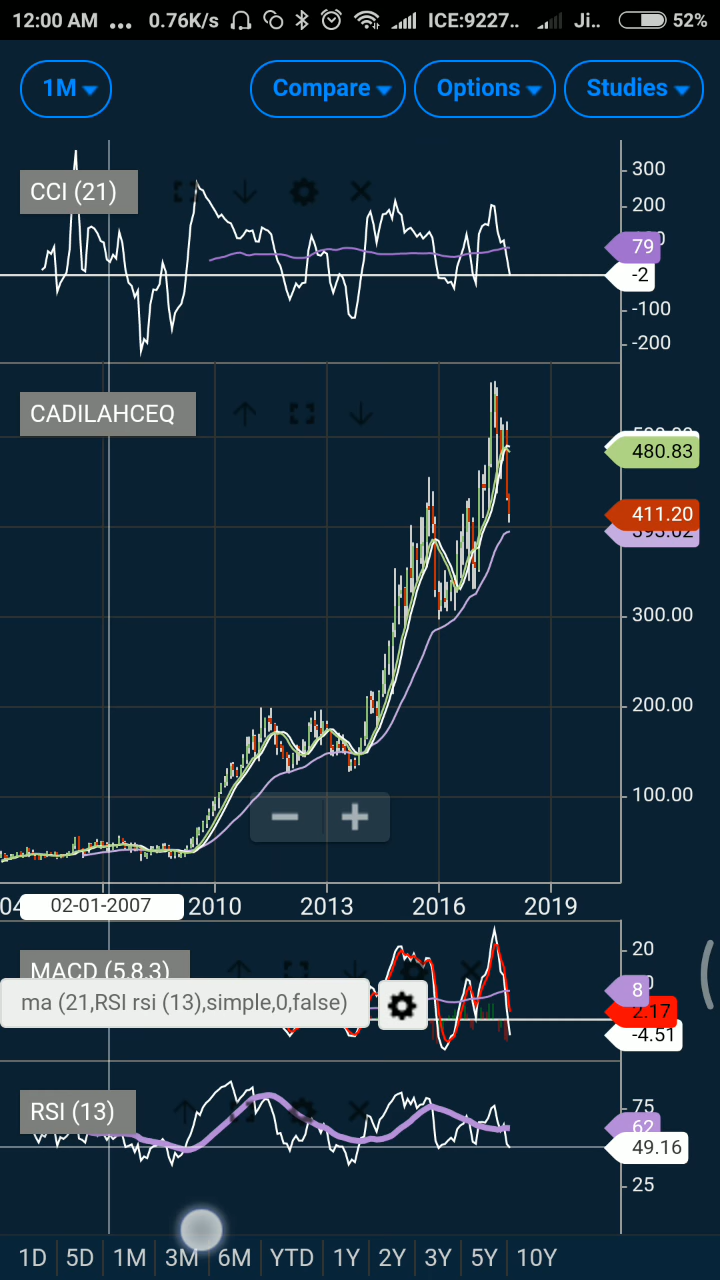 12:00 AM ... 0.76K/s ICE:9227.. Ji.. 52%
1M Compare Options Studies
CCI (21)
300
200
79
-2
-100
-200
CADILAHCEQ
480.83
411.20
300.00
200.00
100.00
− +
02-01-2007 2010 2013 2016 2019
MACD (5,8,3)
20
8
2.17
-4.51
ma (21,RSI rsi (13),simple,0,false)
RSI (13)
75
62
49.16
25
1D 5D 1M 3M 6M YTD 1Y 2Y 3Y 5Y 10Y